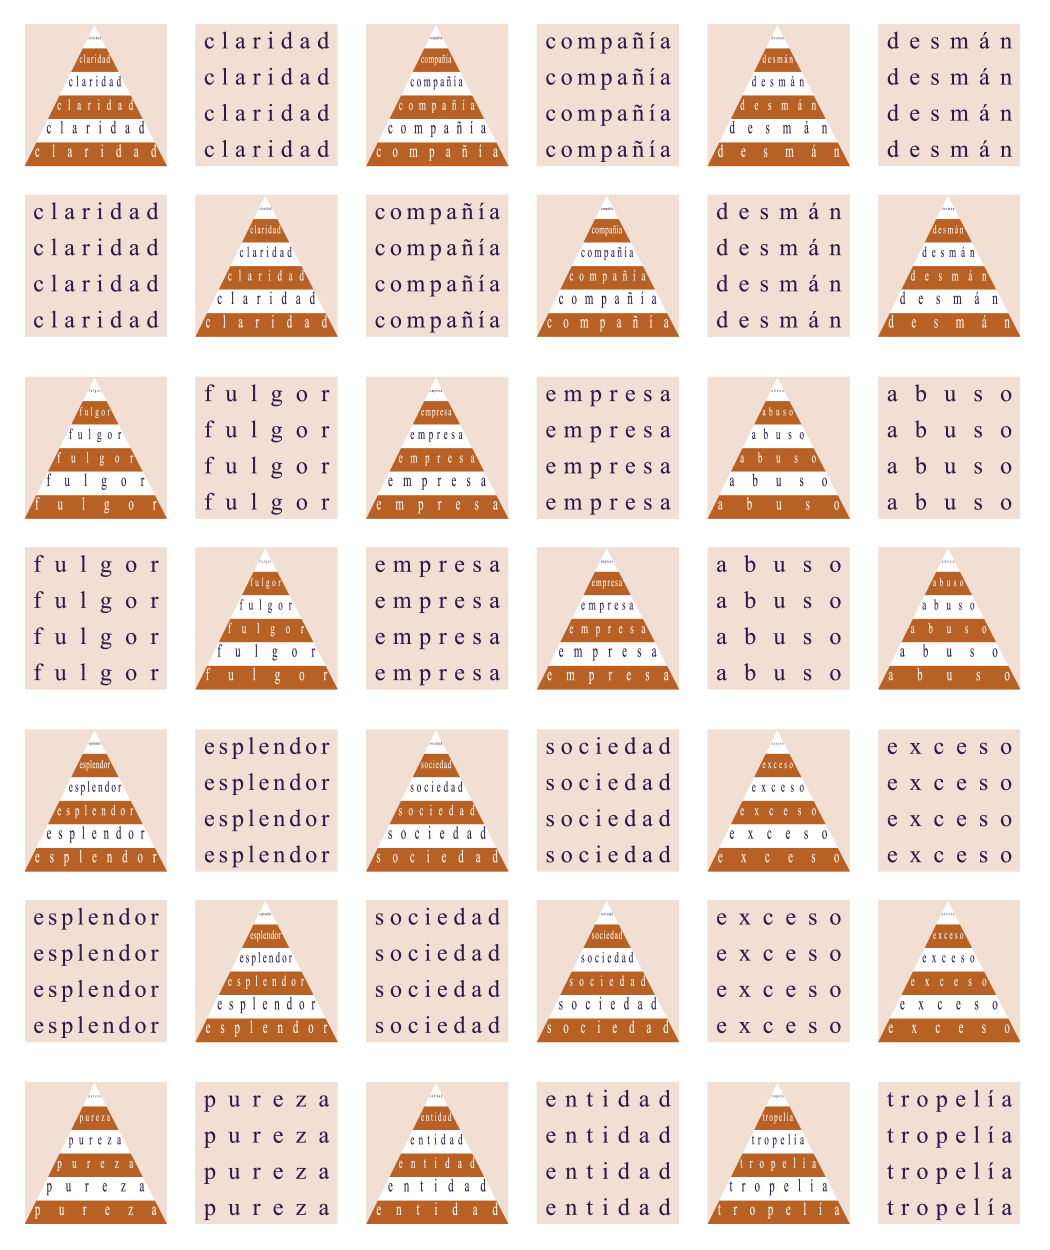 claridad
claridad
claridad
claridad
claridad
claridad
claridad
claridad
claridad
claridad
compañía
compañía
compañía
compañía
compañía
compañía
compañía
compañía
compañía
compañía
desmán
desmán
desmán
desmán
desmán
desmán
desmán
desmán
desmán
desmán
claridad
claridad
claridad
claridad
claridad
claridad
claridad
claridad
claridad
claridad
compañía
compañía
compañía
compañía
compañía
compañía
compañía
compañía
compañía
compañía
desmán
desmán
desmán
desmán
desmán
desmán
desmán
desmán
desmán
desmán
fulgor
fulgor
fulgor
fulgor
fulgor
fulgor
fulgor
fulgor
fulgor
fulgor
empresa
empresa
empresa
empresa
empresa
empresa
empresa
empresa
empresa
empresa
abuso
abuso
abuso
abuso
abuso
abuso
abuso
abuso
abuso
abuso
fulgor
fulgor
fulgor
fulgor
fulgor
fulgor
fulgor
fulgor
fulgor
fulgor
empresa
empresa
empresa
empresa
empresa
empresa
empresa
empresa
empresa
empresa
abuso
abuso
abuso
abuso
abuso
abuso
abuso
abuso
abuso
abuso
esplendor
esplendor
esplendor
esplendor
esplendor
esplendor
esplendor
esplendor
esplendor
esplendor
sociedad
sociedad
sociedad
sociedad
sociedad
sociedad
sociedad
sociedad
sociedad
sociedad
exceso
exceso
exceso
exceso
exceso
exceso
exceso
exceso
exceso
exceso
esplendor
esplendor
esplendor
esplendor
esplendor
esplendor
esplendor
esplendor
esplendor
esplendor
sociedad
sociedad
sociedad
sociedad
sociedad
sociedad
sociedad
sociedad
sociedad
sociedad
exceso
exceso
exceso
exceso
exceso
exceso
exceso
exceso
exceso
exceso
pureza
pureza
pureza
pureza
pureza
pureza
pureza
pureza
pureza
pureza
entidad
entidad
entidad
entidad
entidad
entidad
entidad
entidad
entidad
entidad
tropelía
tropelía
tropelía
tropelía
tropelía
tropelía
tropelía
tropelía
tropelía
tropelía